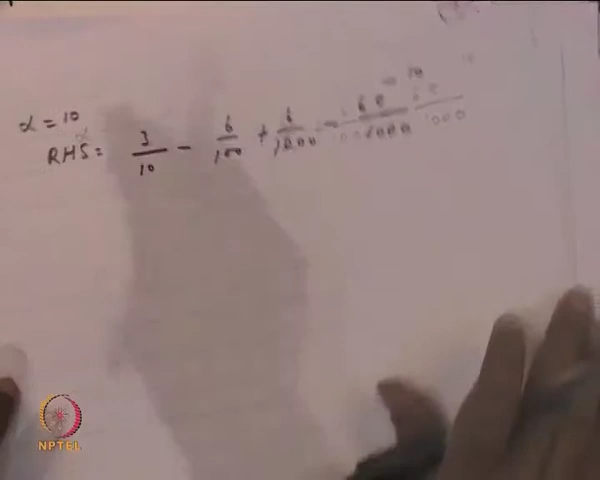 α = 10
RHS = 3/10 - 6/100 + 6/1000
NPTEL